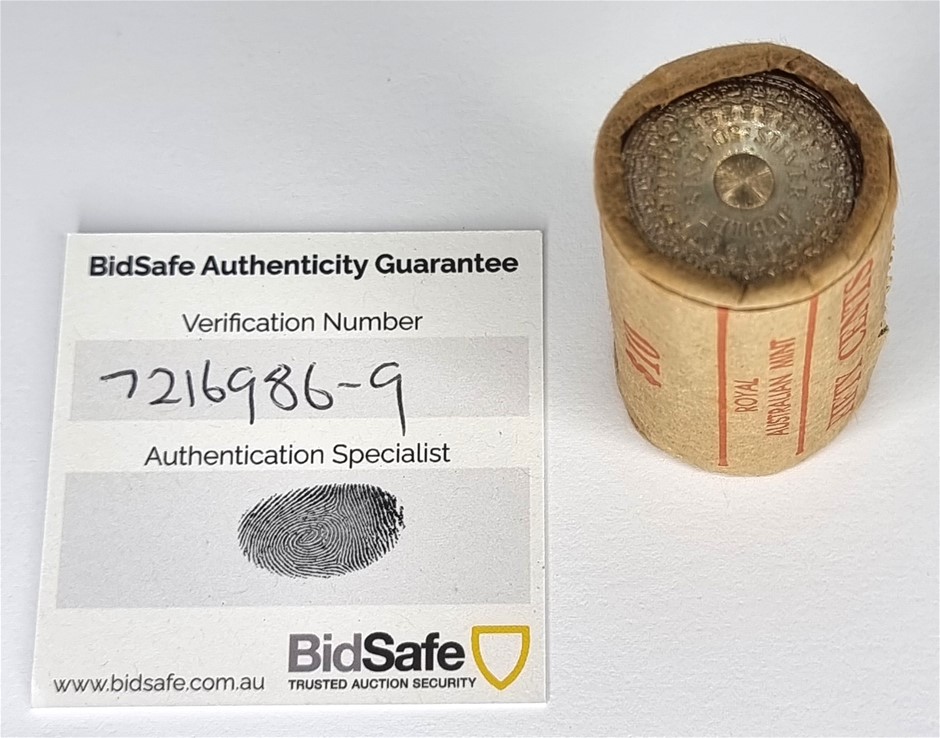 BidSafe Authenticity Guarantee
Verification Number
7216986-9
Authentication Specialist
BidSafe
TRUSTED AUCTION SECURITY
www.bidsafe.com.au
$10
ROYAL
AUSTRALIAN MINT
CENTS